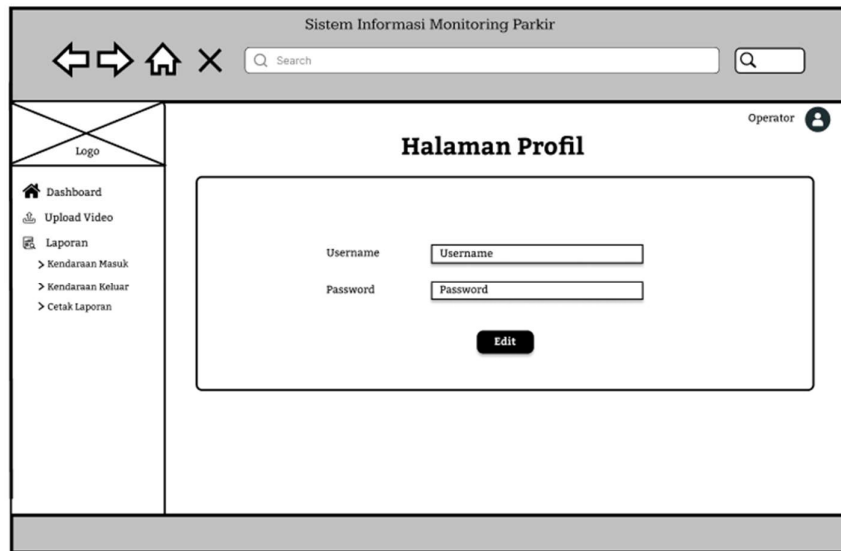 Sistem Informasi Monitoring Parkir
Search
Operator
Logo
Halaman Profil
Dashboard
Upload Video
Laporan
Kendaraan Masuk
Kendaraan Keluar
Cetak Laporan
Username Username
Password Password
Edit